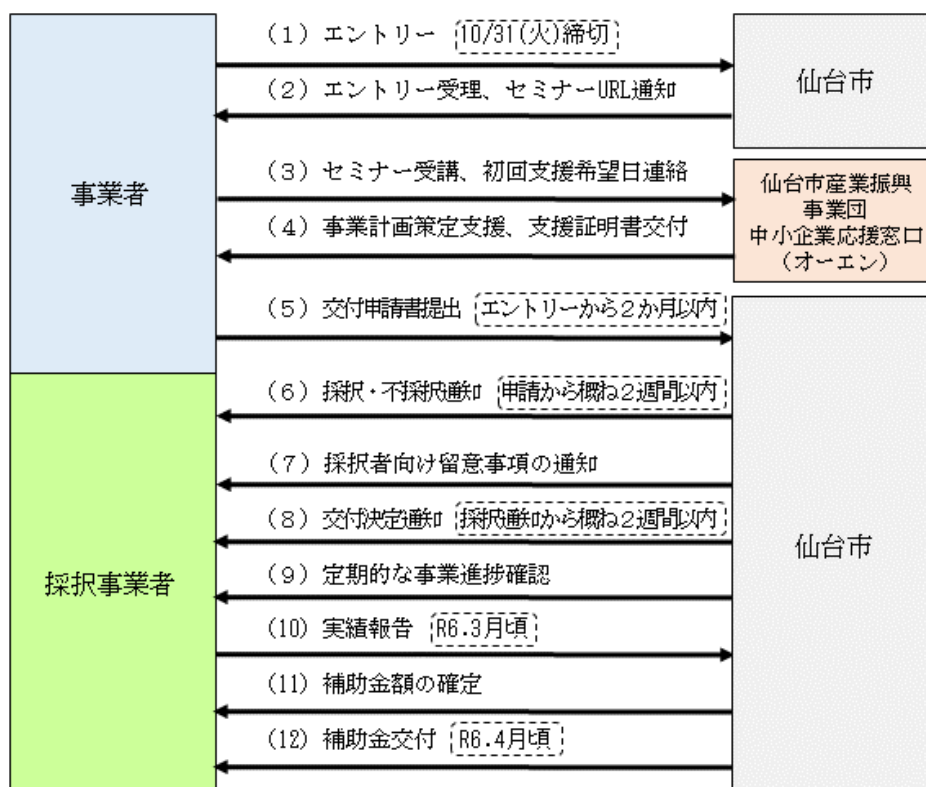 (1) エントリー 10/31(火)締切
(2) エントリー受理、セミナーURL通知
仙台市
事業者
(3) セミナー受講、初回支援希望日連絡
(4) 事業計画策定支援、支援証明書交付
仙台市産業振興
事業団
中小企業応援窓口
(オーエン)
(5) 交付申請書提出 エントリーから2か月以内
(6) 採択・不採択通知 申請から概ね2週間以内
(7) 採択者向け留意事項の通知
(8) 交付決定通知 採択通知から概ね2週間以内
仙台市
採択事業者
(9) 定期的な事業進捗確認
(10) 実績報告 R6.3月頃
(11) 補助金額の確定
(12) 補助金交付 R6.4月頃